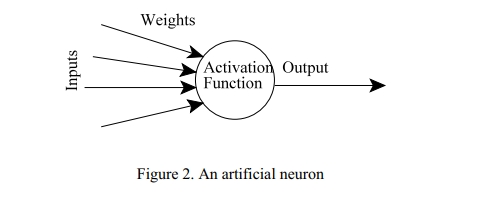 Weights
Inputs
Activation
Function
Output
Figure 2. An artificial neuron